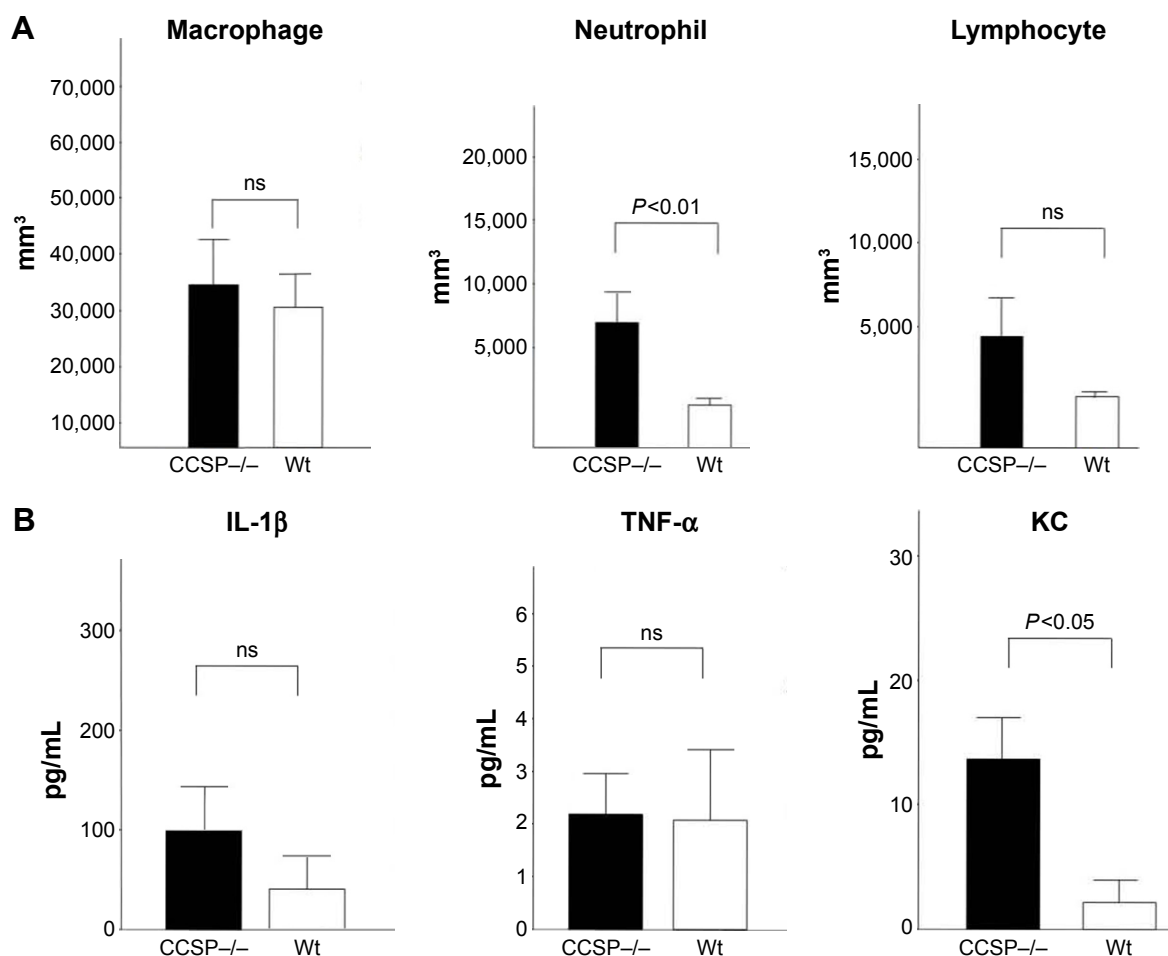 A
Macrophage
Neutrophil
Lymphocyte
mm³
70,000
60,000
50,000
40,000
30,000
20,000
10,000
ns
CCSP–/–
Wt
mm³
20,000
15,000
10,000
5,000
P<0.01
CCSP–/–
Wt
mm³
15,000
10,000
5,000
ns
CCSP–/–
Wt
B
IL-1β
TNF-α
KC
pg/mL
300
200
100
0
ns
CCSP–/–
Wt
pg/mL
6
5
4
3
2
1
0
ns
CCSP–/–
Wt
pg/mL
30
20
10
0
P<0.05
CCSP–/–
Wt